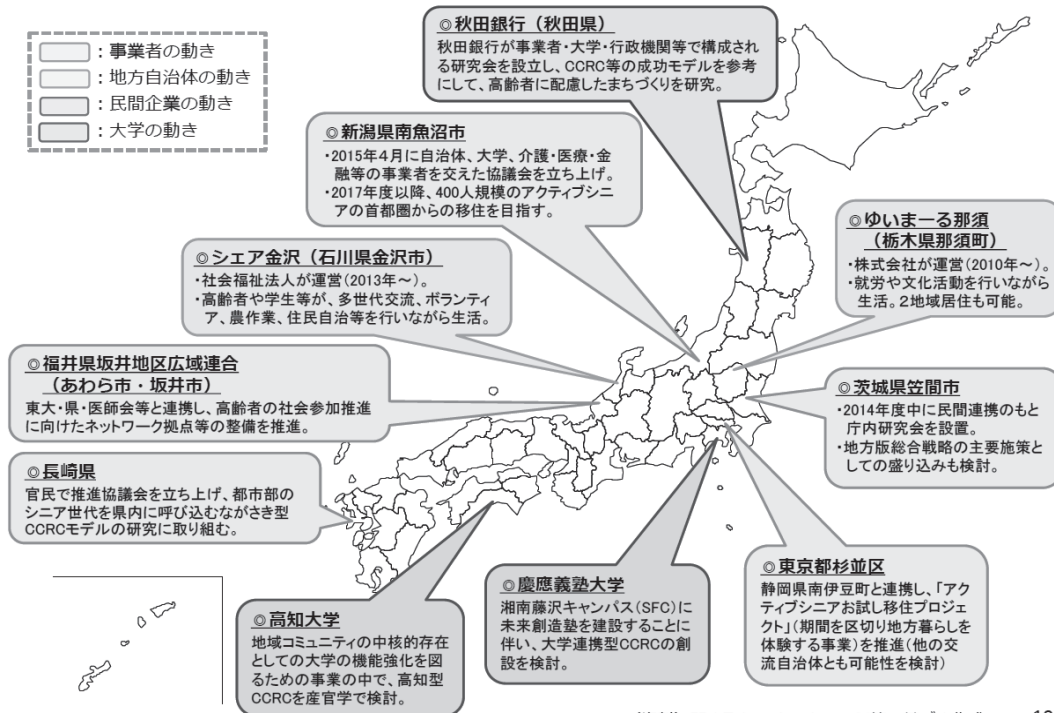 ：事業者の動き
：地方自治体の動き
：民間企業の動き
：大学の動き
◎秋田銀行（秋田県）
秋田銀行が事業者・大学・行政機関等で構成され
る研究会を設立し、CCRC等の成功モデルを参考
にして、高齢者に配慮したまちづくりを研究。
◎新潟県南魚沼市
・2015年４月に自治体、大学、介護・医療・金
融等の事業者を交えた協議会を立ち上げ。
・2017年度以降、400人規模のアクティブシニ
アの首都圏からの移住を目指す。
◎ゆいまーる那須
（栃木県那須町）
・株式会社が運営(2010年～）。
・就労や文化活動を行いながら
生活。２地域居住も可能。
◎シェア金沢（石川県金沢市）
・社会福祉法人が運営(2013年～）
・高齢者や学生等が、多世代交流、ボランティ
ア、農作業、住民自治等を行いながら生活。
◎福井県坂井地区広域連合
（あわら市・坂井市）
東大・県・医師会等と連携し、高齢者の社会参加推進
に向けたネットワーク拠点等の整備を推進。
◎茨城県笠間市
・2014年度中に民間連携のもと
庁内研究会を設置。
・地方版総合戦略の主要施策と
しての盛り込みも検討。
◎長崎県
官民で推進協議会を立ち上げ、都市部の
シニア世代を県内に呼び込むながさき型
CCRCモデルの研究に取り組む。
◎高知大学
地域コミュニティの中核的存在
としての大学の機能強化を図
るための事業の中で、高知型
CCRCを産官学で検討。
◎慶應義塾大学
湘南藤沢キャンパス(SFC)に
未来創造塾を建設することに
伴い、大学連携型CCRCの創
設を検討。
◎東京都杉並区
静岡県南伊豆町と連携し、「アク
ティブシニアお試し移住プロジェ
クト」(期間を区切り地方暮らしを
体験する事業)を推進(他の交
流自治体とも可能性を検討)